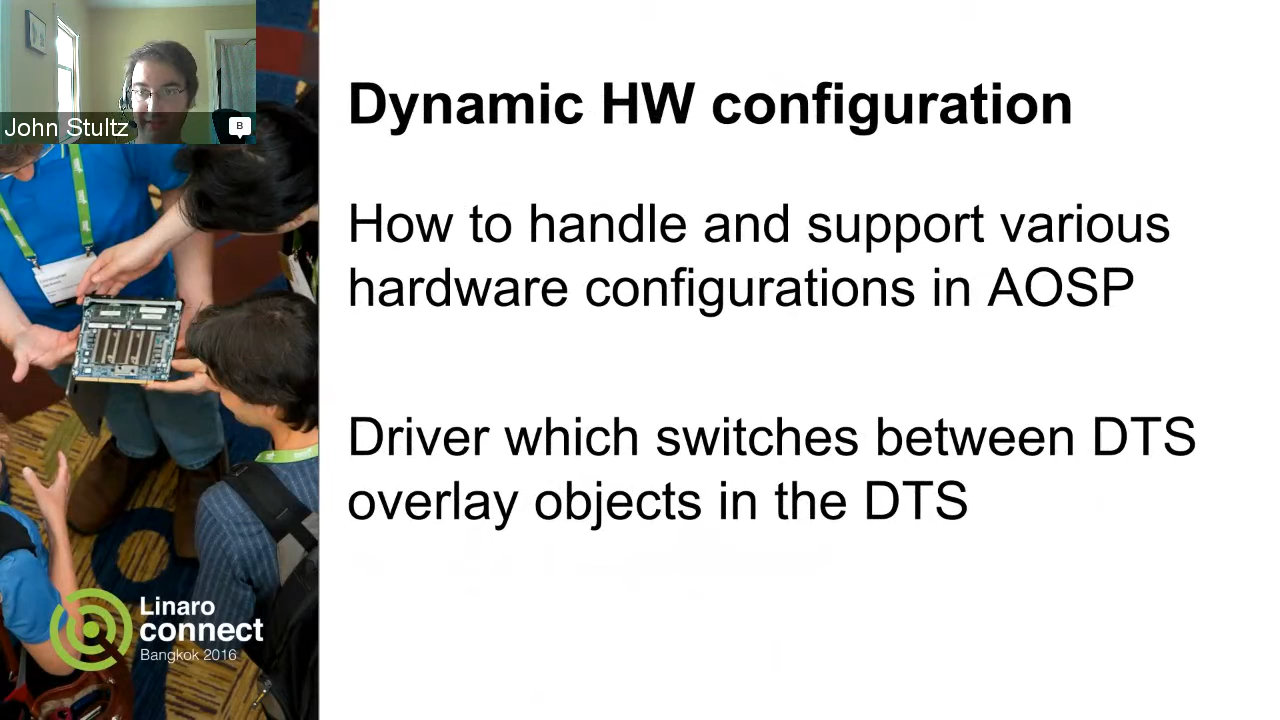 John Stultz
B
Dynamic HW configuration
How to handle and support various
hardware configurations in AOSP
Driver which switches between DTS
overlay objects in the DTS
Linaro
connect
Bangkok 2016